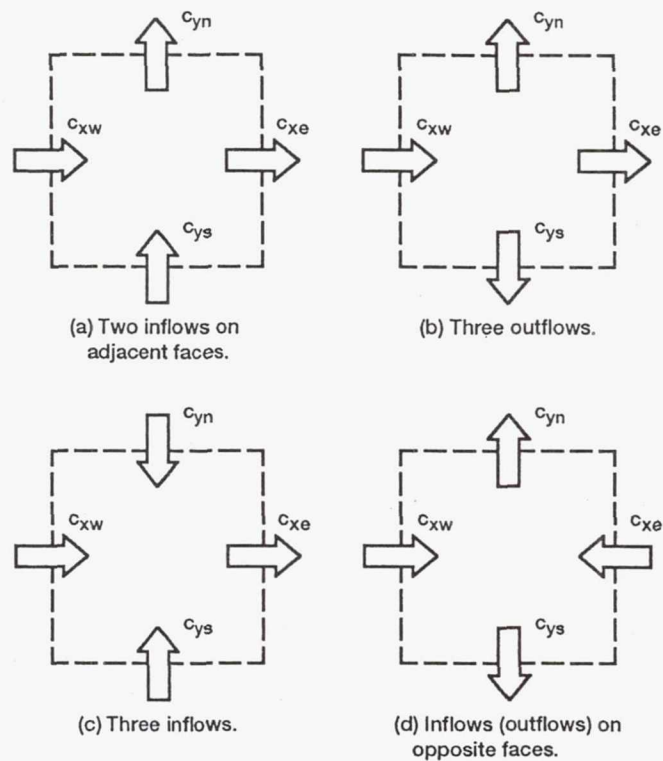 cyn
cxw
cxe
cys
(a) Two inflows on
adjacent faces.
cyn
cxw
cxe
cys
(b) Three outflows.
cyn
cxw
cxe
cys
(c) Three inflows.
cyn
cxw
cxe
cys
(d) Inflows (outflows) on
opposite faces.